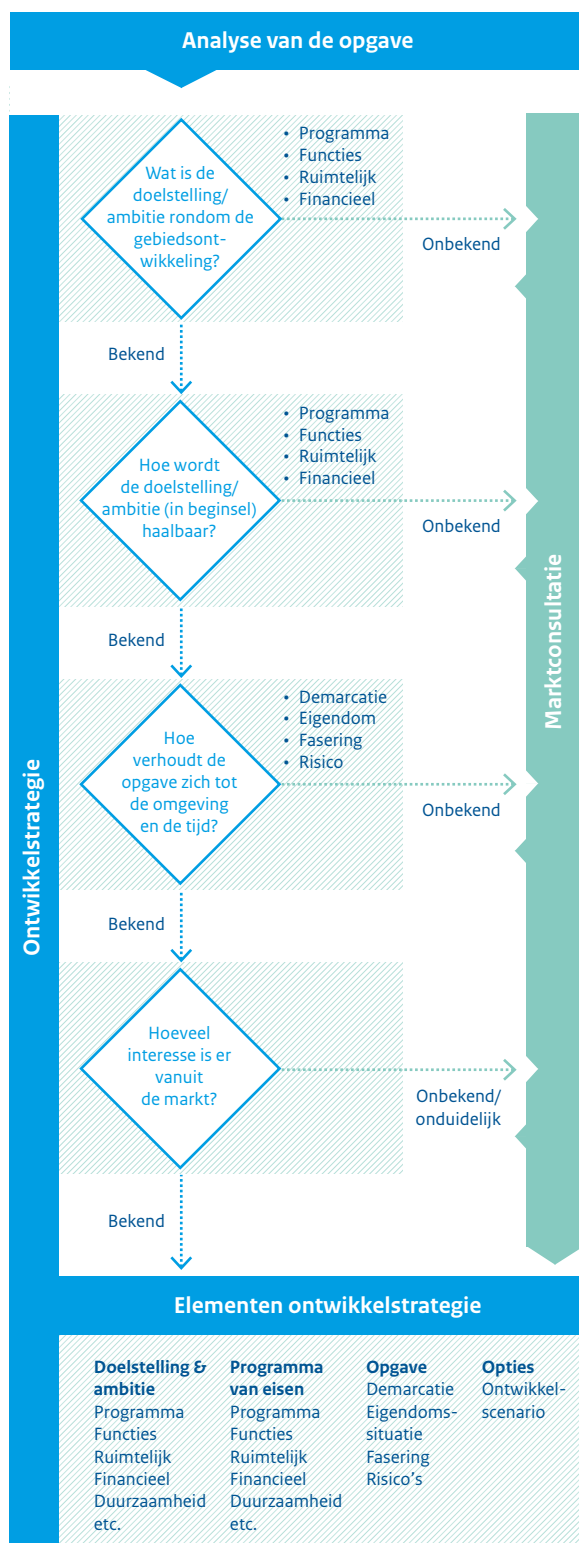 Analyse van de opgave
Wat is de
doelstelling/
ambitie rondom de
gebiedsont-
wikkeling?
• Programma
• Functies
• Ruimtelijk
• Financieel
Onbekend
Bekend
Hoe wordt
de doelstelling/
ambitie (in beginsel)
haalbaar?
• Programma
• Functies
• Ruimtelijk
• Financieel
Onbekend
Bekend
Hoe
verhoudt de
opgave zich tot
de omgeving
en de tijd?
• Demarcatie
• Eigendom
• Fasering
• Risico
Onbekend
Bekend
Hoeveel
interesse is er
vanuit
de markt?
Onbekend/
onduidelijk
Bekend
Ontwikkelstrategie
Marktconsultatie
Elementen ontwikkelstrategie
Doelstelling &
ambitie
Programma
Functies
Ruimtelijk
Financieel
Duurzaamheid
etc.
Programma
van eisen
Programma
Functies
Ruimtelijk
Financieel
Duurzaamheid
etc.
Opgave
Demarcatie
Eigendoms-
situatie
Fasering
Risico's
Opties
Ontwikkel-
scenario